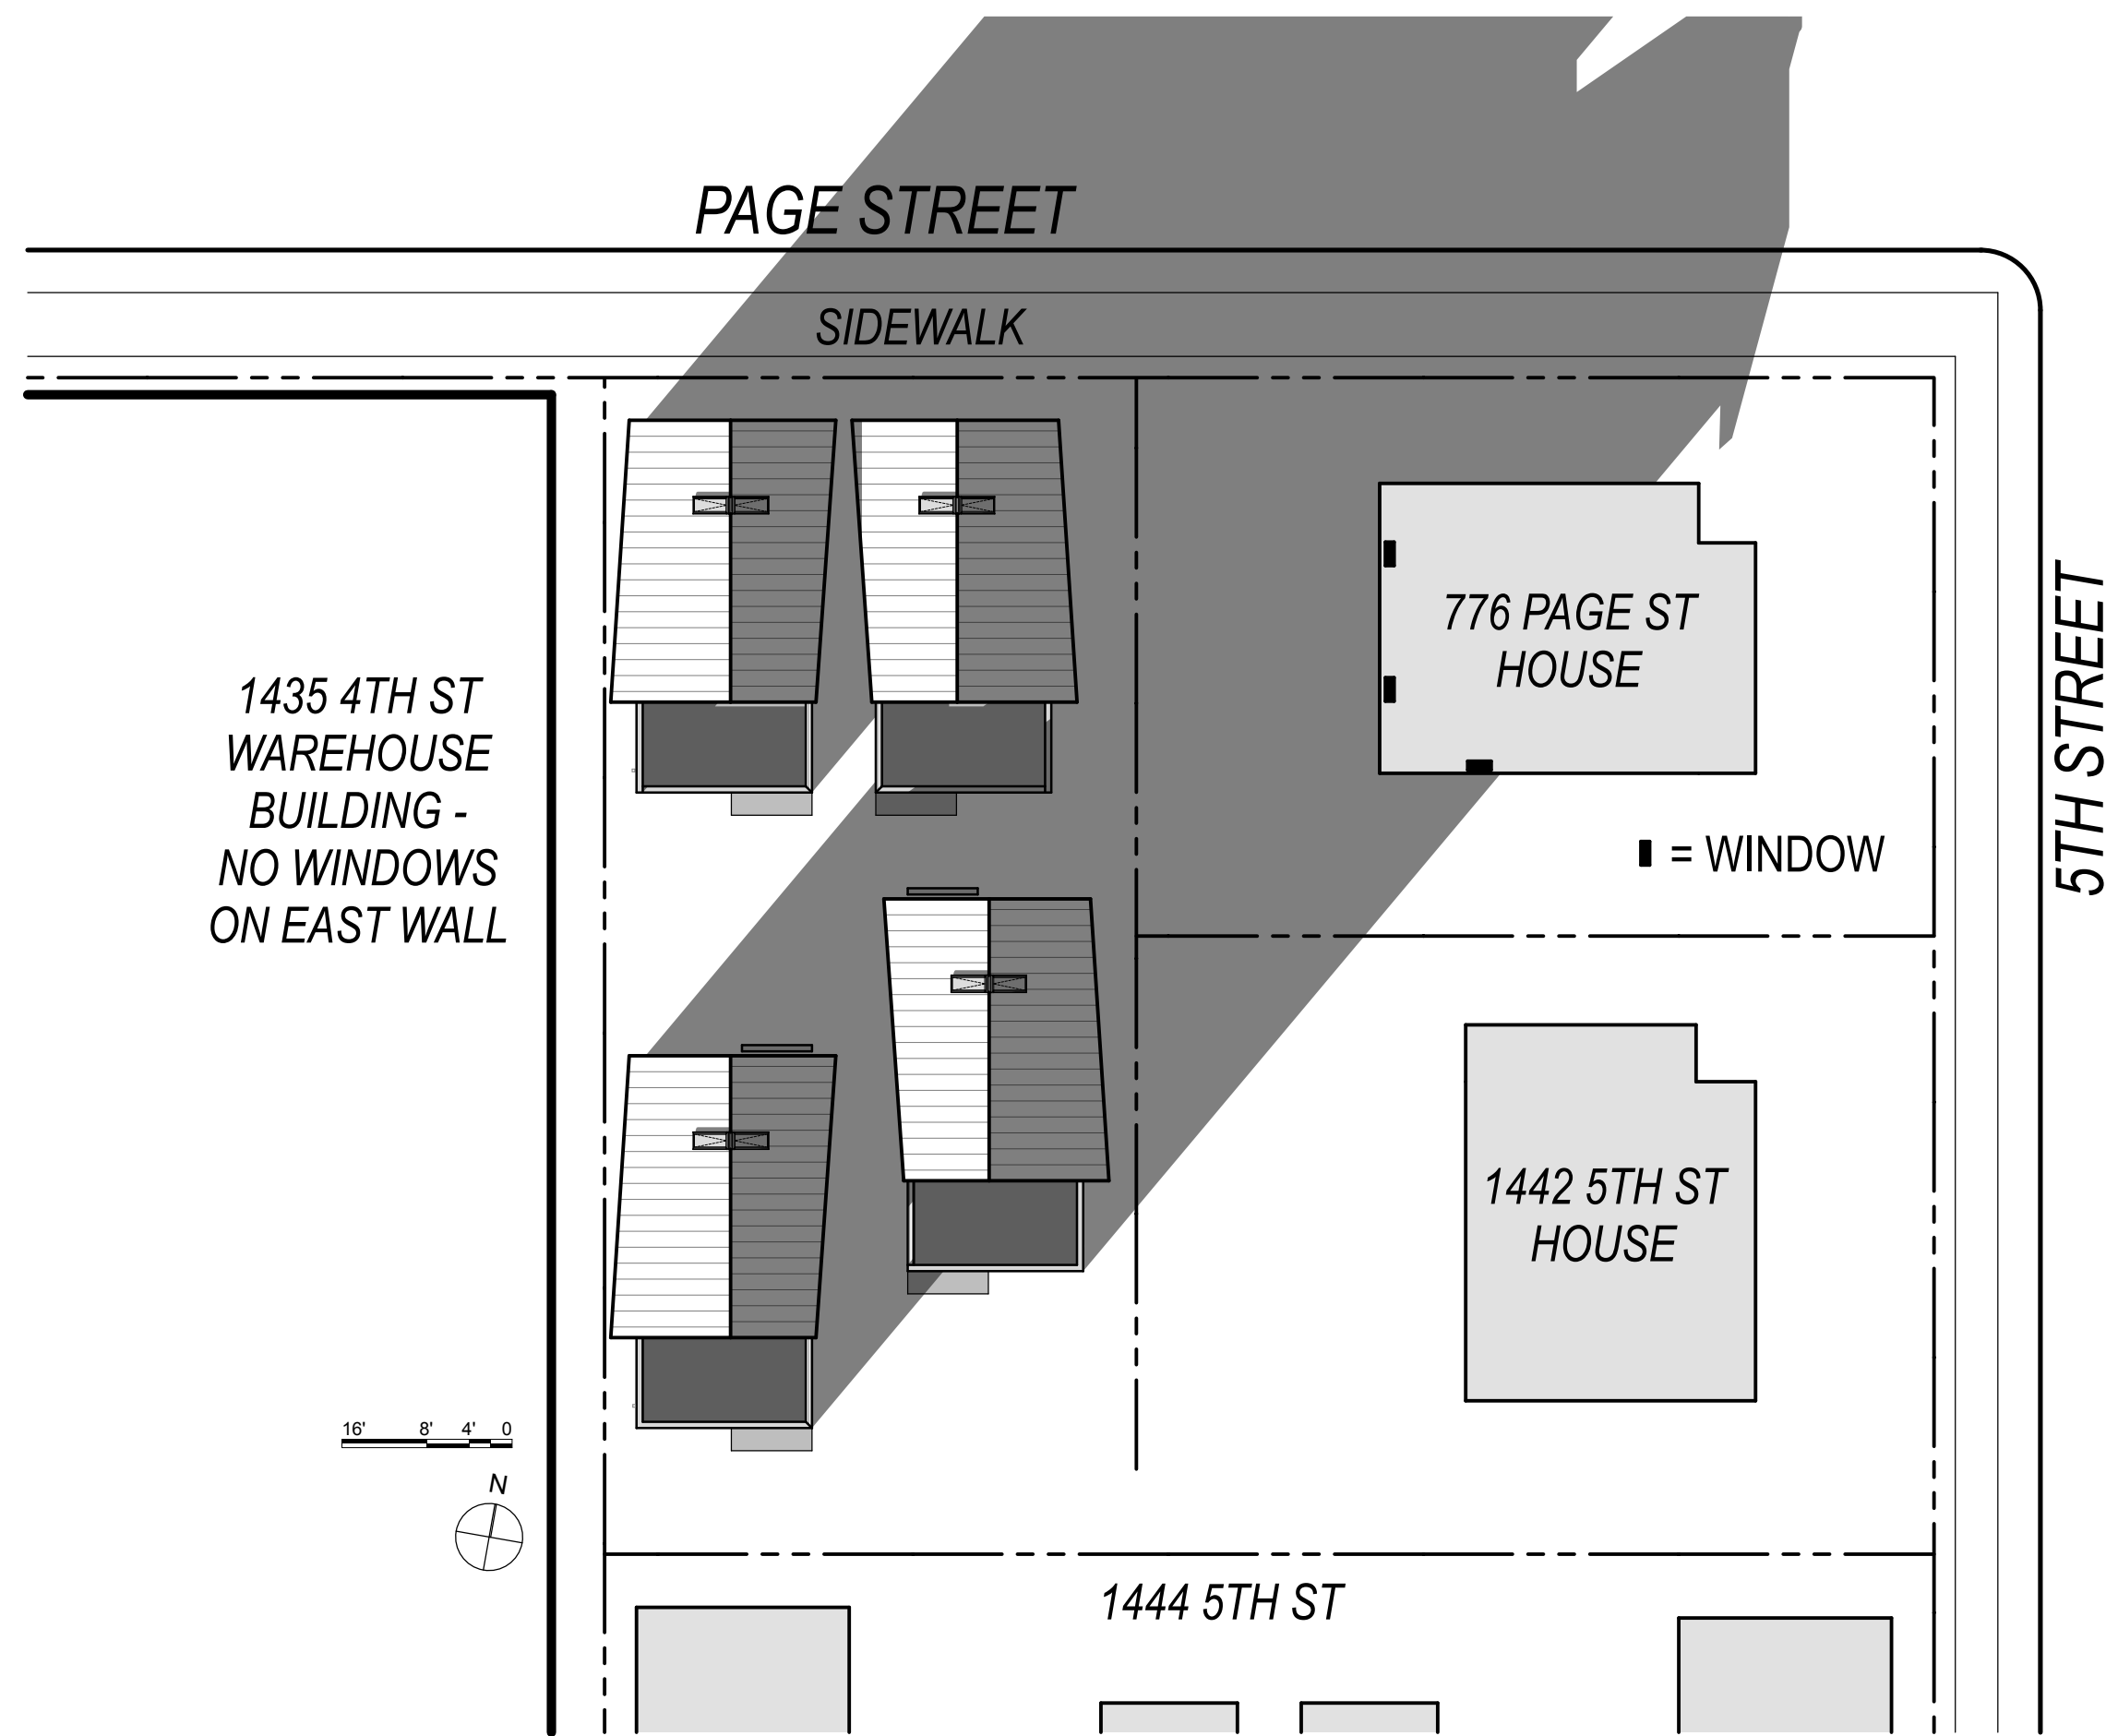 PAGE STREET
SIDEWALK
776 PAGE ST
HOUSE
5TH STREET
1435 4TH ST
WAREHOUSE
BUILDING -
NO WINDOWS
ON EAST WALL
= WINDOW
1442 5TH ST
HOUSE
16' 8' 4' 0
N
1444 5TH ST